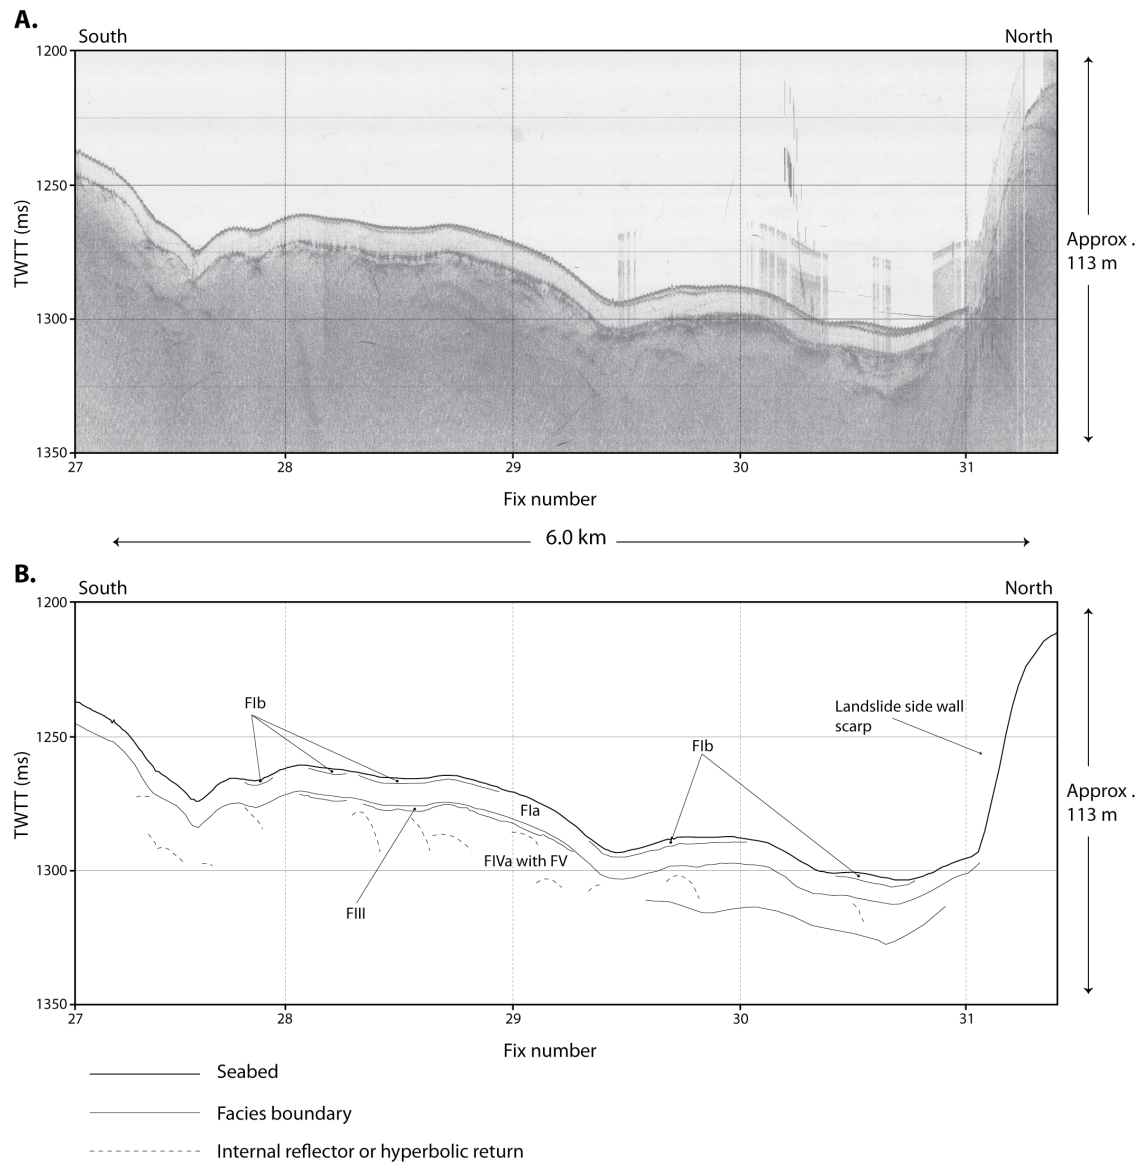 A.
South
North
1200
1250
1300
1350
TWTT (ms)
Approx .
113 m
27
28
29
30
31
Fix number
6.0 km
B.
South
North
1200
1250
1300
1350
TWTT (ms)
FIb
FIb
Landslide side wall
scarp
FIa
FIVa with FV
FIII
Approx .
113 m
27
28
29
30
31
Fix number
Seabed
Facies boundary
Internal reflector or hyperbolic return